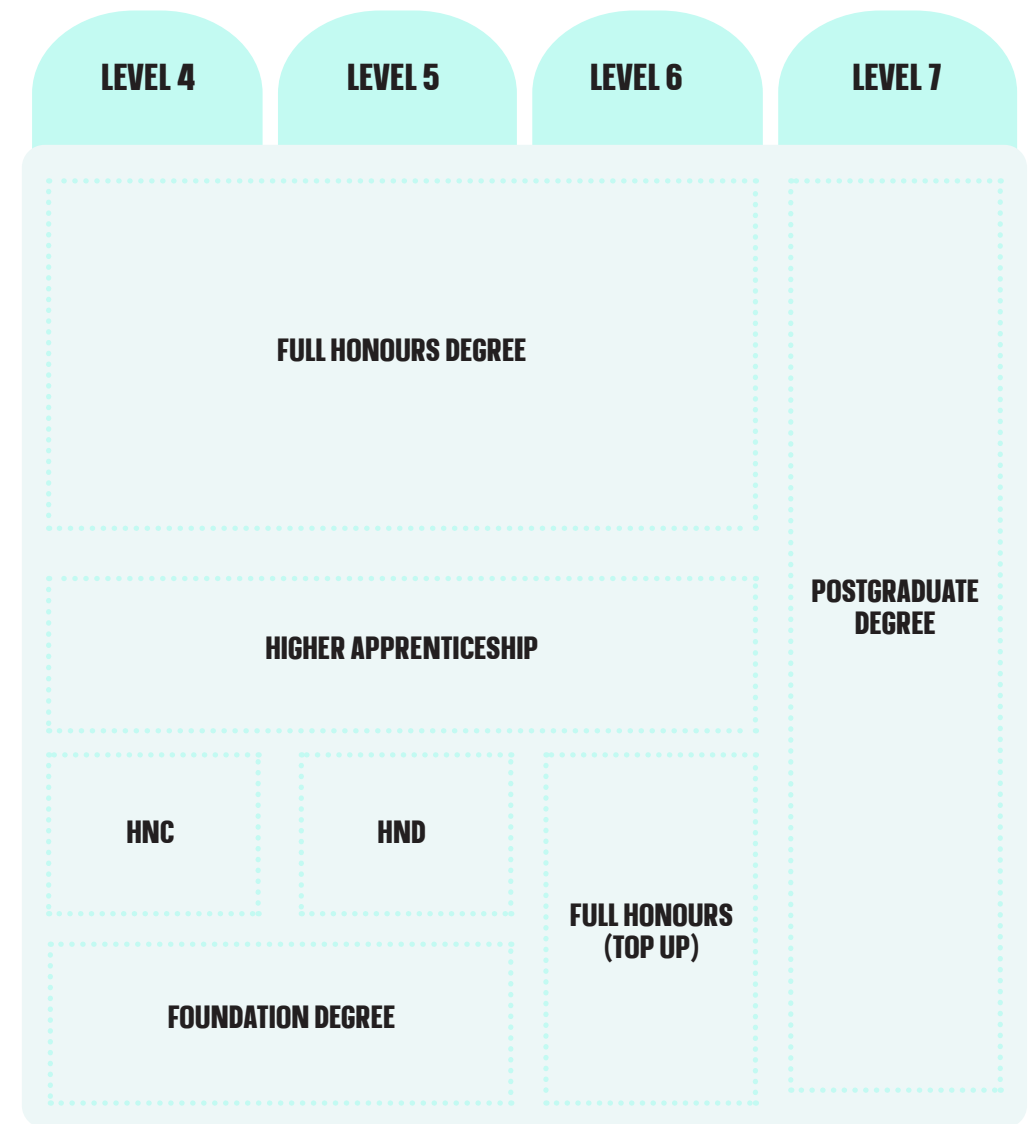 LEVEL 4
LEVEL 5
LEVEL 6
LEVEL 7
FULL HONOURS DEGREE
POSTGRADUATE
DEGREE
HIGHER APPRENTICESHIP
HNC
HND
FULL HONOURS
(TOP UP)
FOUNDATION DEGREE